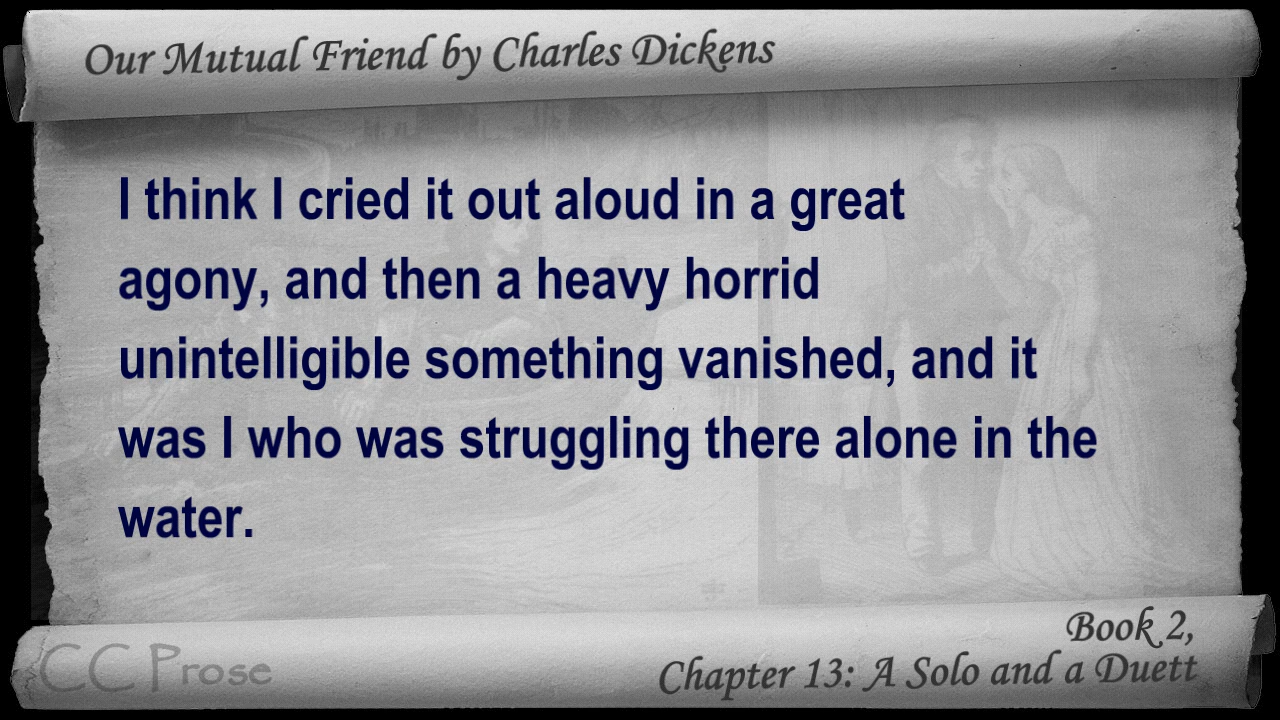 Our Mutual Friend by Charles Dickens
I think I cried it out aloud in a great
agony, and then a heavy horrid
unintelligible something vanished, and it
was I who was struggling there alone in the
water.
Book 2,
Chapter 13: A Solo and a Duett
CC Prose